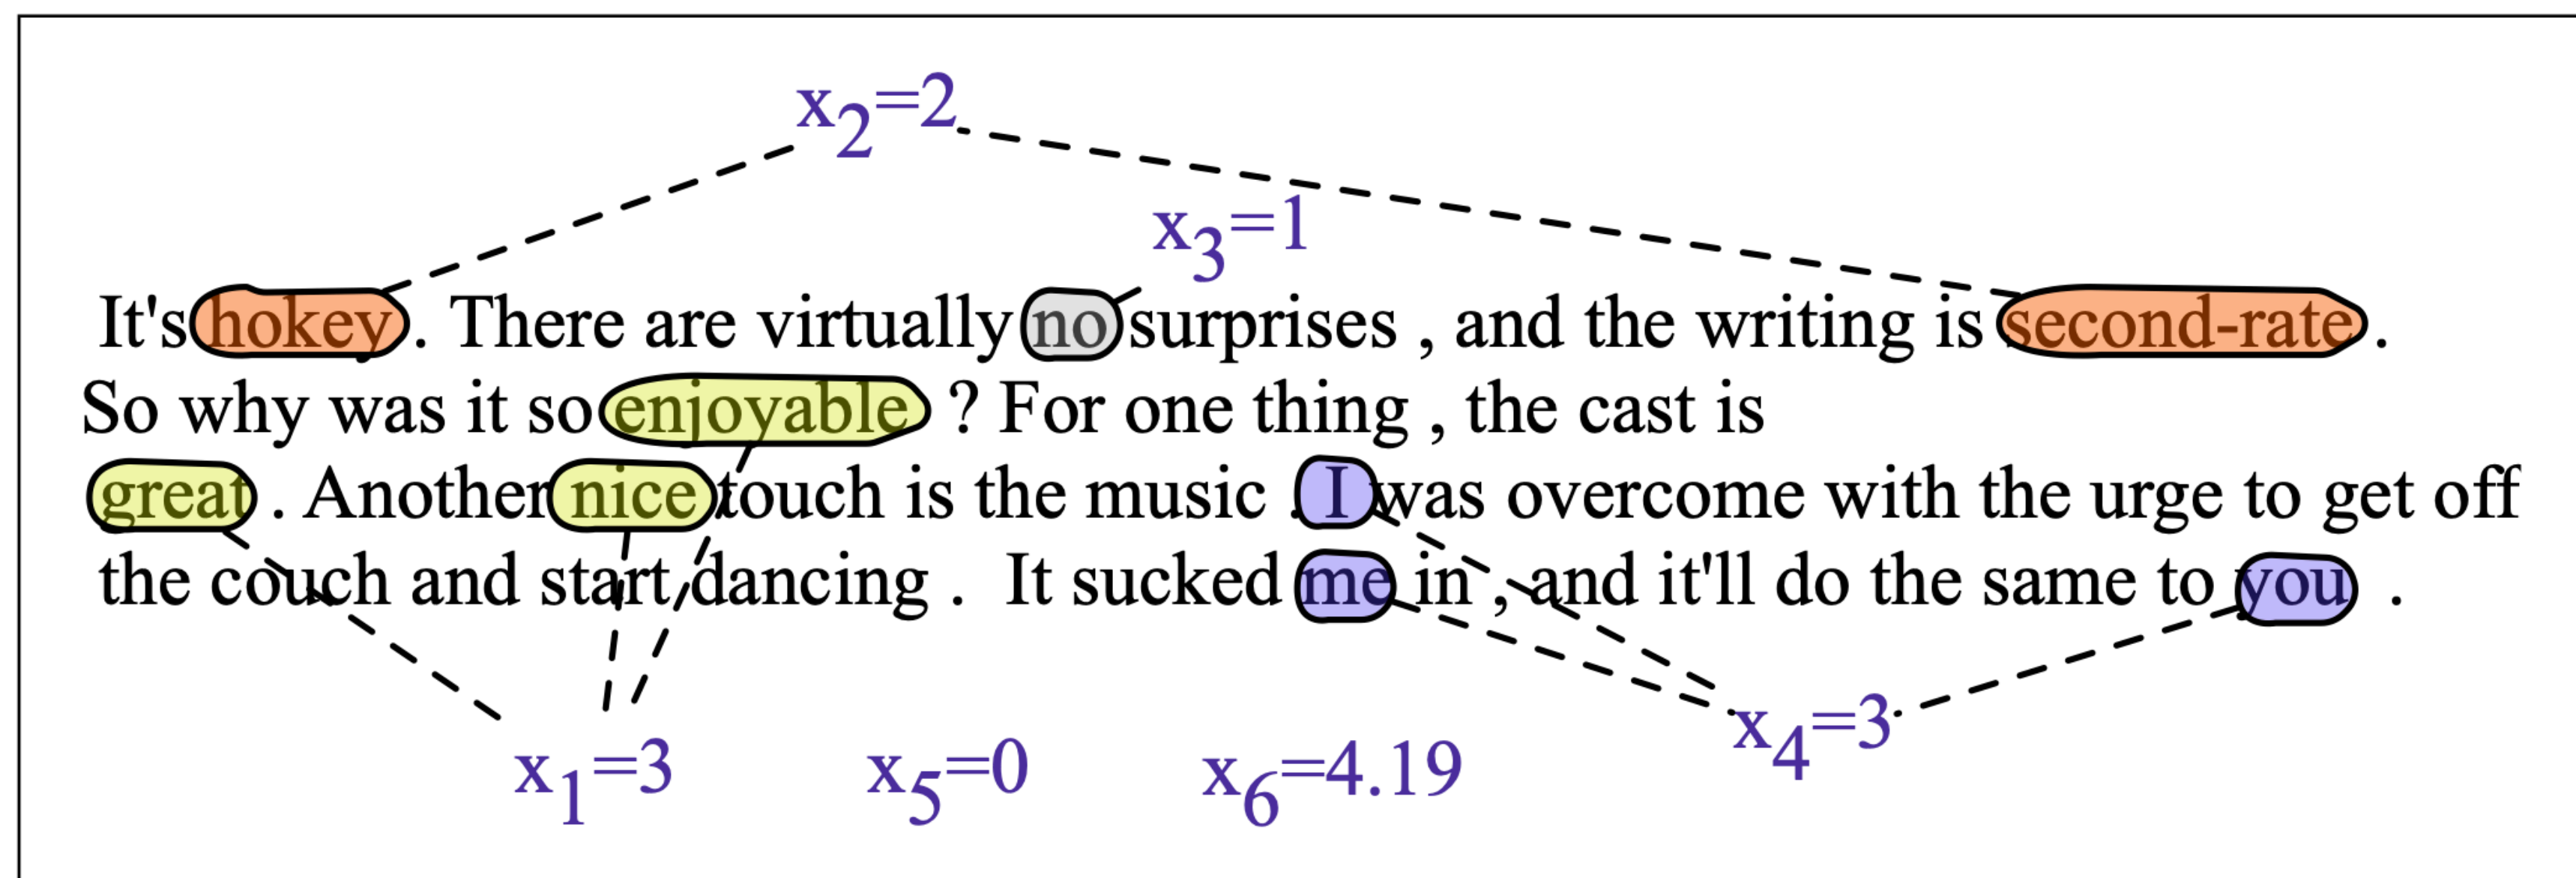 x2=2
x3=1
It's hokey . There are virtually no surprises , and the writing is second-rate .
So why was it so enjoyable ? For one thing , the cast is
great . Another nice touch is the music . I was overcome with the urge to get off
the couch and start dancing . It sucked me in , and it'll do the same to you .
x4=3
x1=3 x5=0 x6=4.19